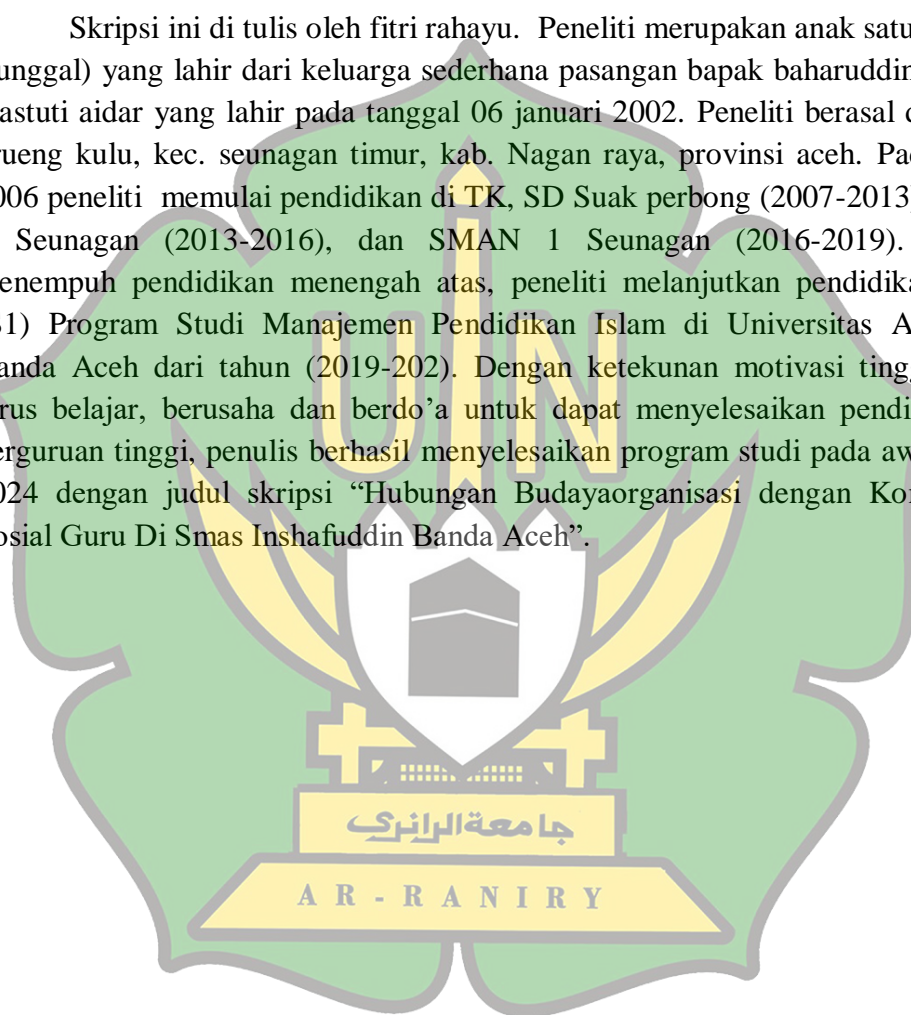 Skripsi ini di tulis oleh fitri rahayu. Peneliti merupakan anak satu
unggal) yang lahir dari keluarga sederhana pasangan bapak baharuddin
astuti aidar yang lahir pada tanggal 06 januari 2002. Peneliti berasal
rueng kulu, kec. seunagan timur, kab. Nagan raya, provinsi aceh.
006 peneliti memulai pendidikan di TK, SD Suak perbong (2007-2013)
Seunagan (2013-2016), dan SMAN 1 Seunagan (2016-2019).
enempuh pendidikan menengah atas, peneliti melanjutkan pendidika
1) Program Studi Manajemen Pendidikan Islam di Universitas A
anda Aceh dari tahun (2019-202). Dengan ketekunan motivasi tingg
rus belajar, berusaha dan berdo’a untuk dapat menyelesaikan pendi
erguruan tinggi, penulis berhasil menyelesaikan program studi pada aw
024 dengan judul skripsi “Hubungan Budayaorganisasi dengan Kor
osial Guru Di Smas Inshafuddin Banda Aceh”.
UIN
جامعة الرانري
AR-RANIRY